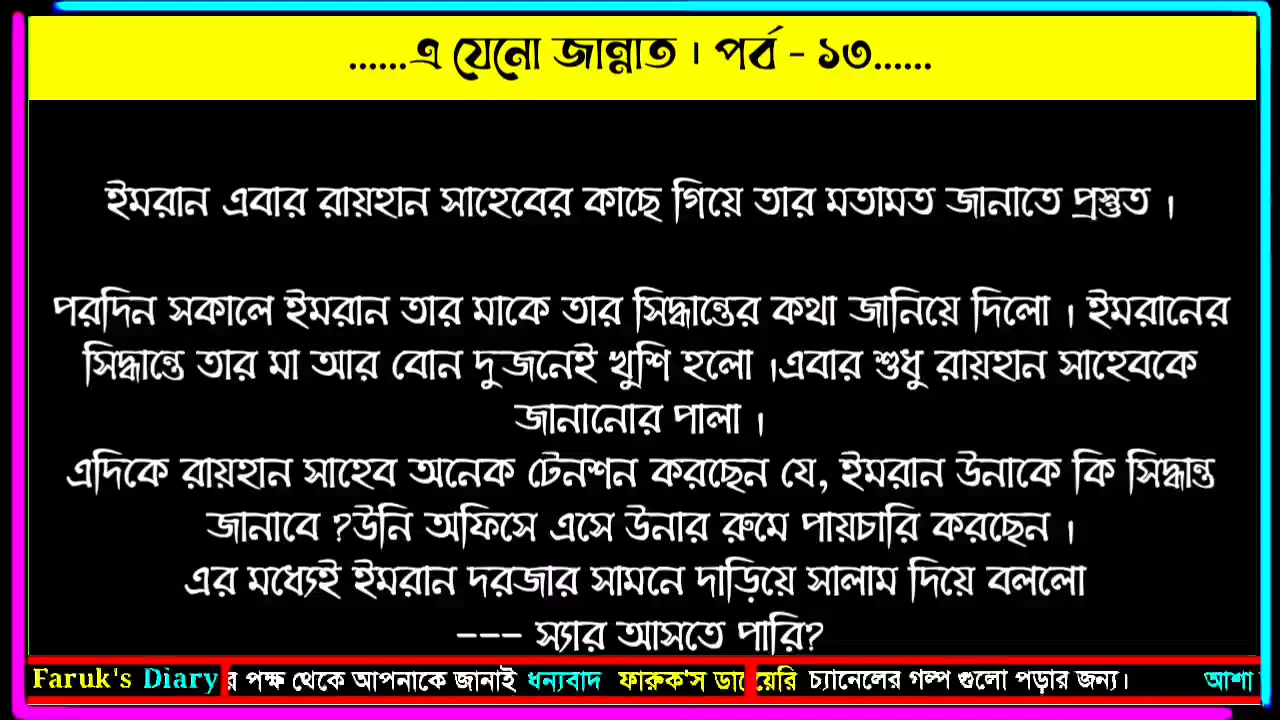 ......এ যেনো জান্নাত । পর্ব - ১৩......
ইমরান এবার রায়হান সাহেবের কাছে গিয়ে তার মতামত জানাতে প্রস্তুত ।
পরদিন সকালে ইমরান তার মাকে তার সিদ্ধান্তের কথা জানিয়ে দিলো । ইমরানের
সিদ্ধান্তে তার মা আর বোন দু'জনেই খুশি হলো ।এবার শুধু রায়হান সাহেবকে
জানানোর পালা ।
এদিকে রায়হান সাহেব অনেক টেনশন করছেন যে, ইমরান উনাকে কি সিদ্ধান্ত
জানাবে ?উনি অফিসে এসে উনার রুমে পায়চারি করছেন ।
এর মধ্যেই ইমরান দরজার সামনে দাড়িয়ে সালাম দিয়ে বললো
--- স্যার আসতে পারি?
Faruk's Diary র পক্ষ থেকে আপনাকে জানাই ধন্যবাদ ফারুক'স ডায়েরি চ্যানেলের গল্প গুলো পড়ার জন্য। আশা